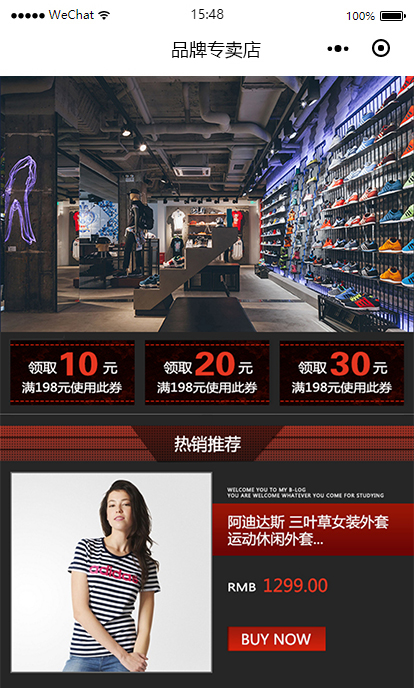 WeChat 15:48 100%
品牌专卖店
领取10元 领取20元 领取30元
满198元使用此券 满198元使用此券 满198元使用此券
热销推荐
WELCOME YOU TO MY B-LOG
YOU ARE WELCOME WHATEVER YOU COME FOR STUDYING
阿迪达斯 三叶草女装外套
运动休闲外套...
RMB 1299.00
BUY NOW
adidas